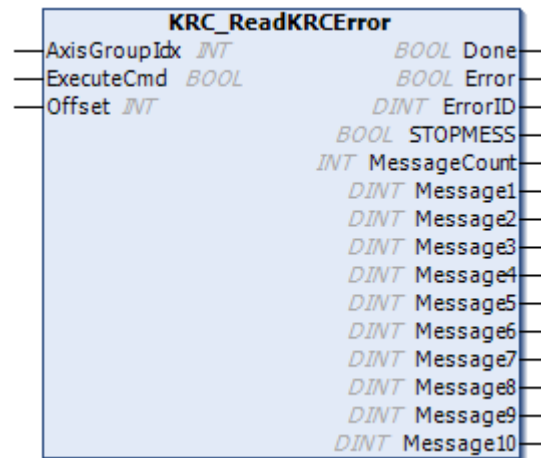 KRC_ReadKRCError
AxisGroupIdx INT BOOL Done
ExecuteCmd BOOL BOOL Error
Offset INT DINT ErrorID
BOOL STOPMESS
INT MessageCount
DINT Message1
DINT Message2
DINT Message3
DINT Message4
DINT Message5
DINT Message6
DINT Message7
DINT Message8
DINT Message9
DINT Message10